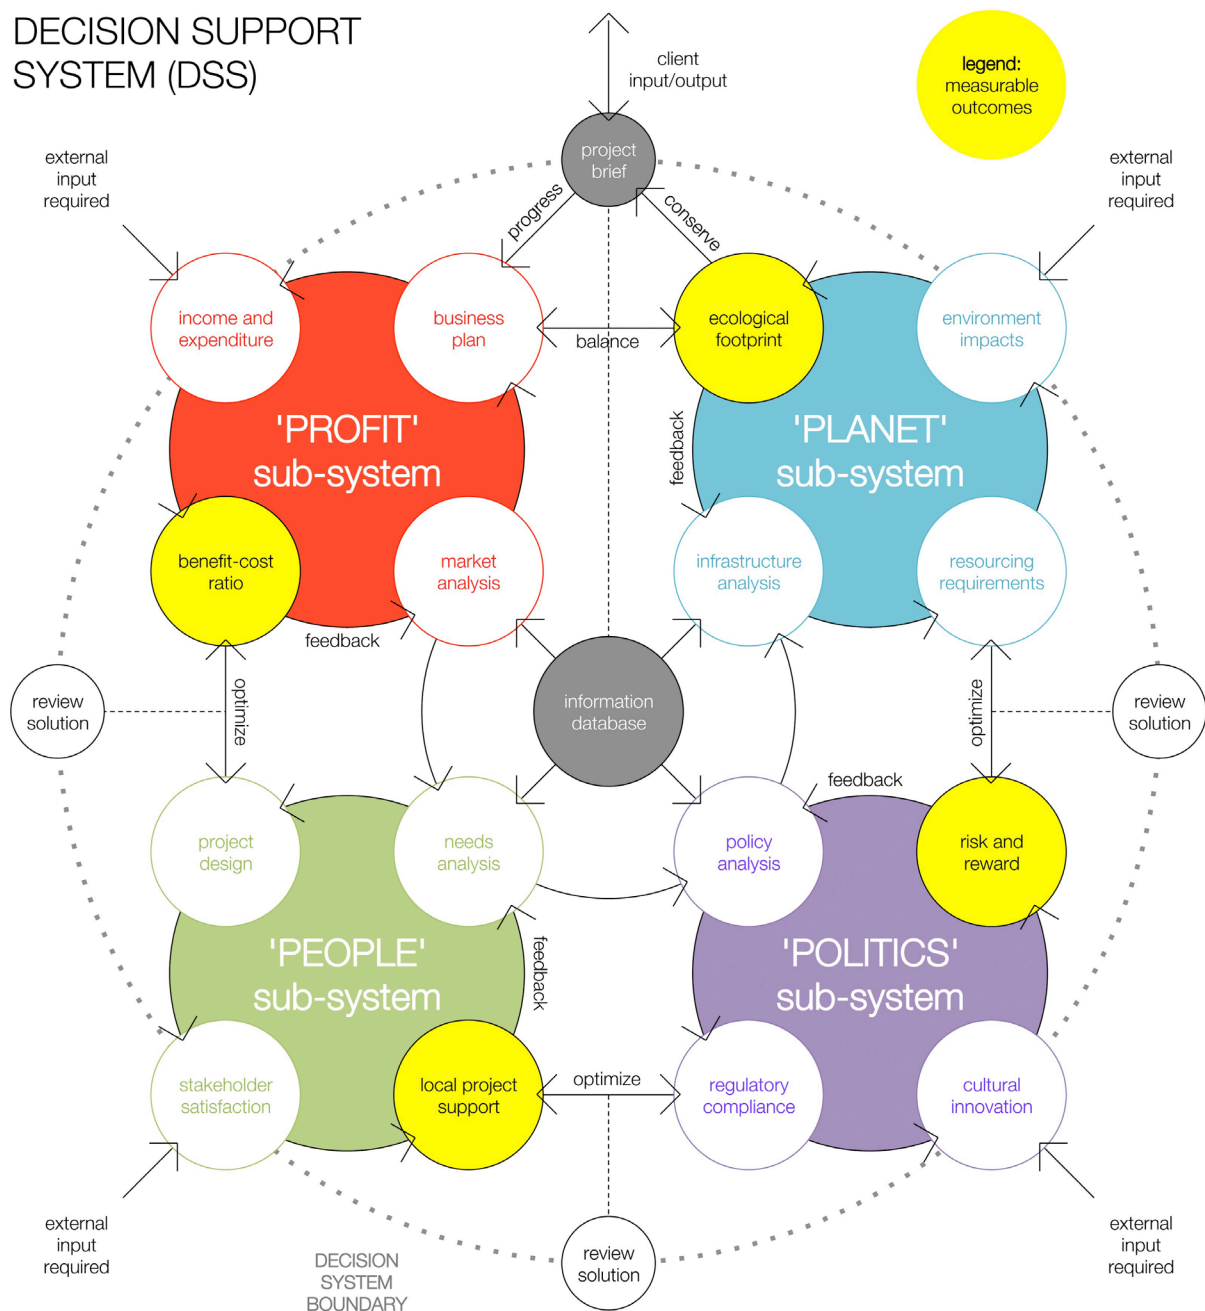 DECISION SUPPORT
SYSTEM (DSS)
client
input/output
legend:
measurable
outcomes
project
brief
external
input
required
external
input
required
progress
conserve
income and
expenditure
business
plan
balance
ecological
footprint
environment
impacts
'PROFIT'
sub-system
feedback
'PLANET'
sub-system
benefit-cost
ratio
market
analysis
infrastructure
analysis
resourcing
requirements
feedback
review
solution
optimize
information
database
optimize
review
solution
feedback
project
design
needs
analysis
policy
analysis
risk and
reward
'PEOPLE'
sub-system
feedback
'POLITICS'
sub-system
stakeholder
satisfaction
local project
support
optimize
regulatory
compliance
cultural
innovation
external
input
required
DECISION
SYSTEM
BOUNDARY
review
solution
external
input
required